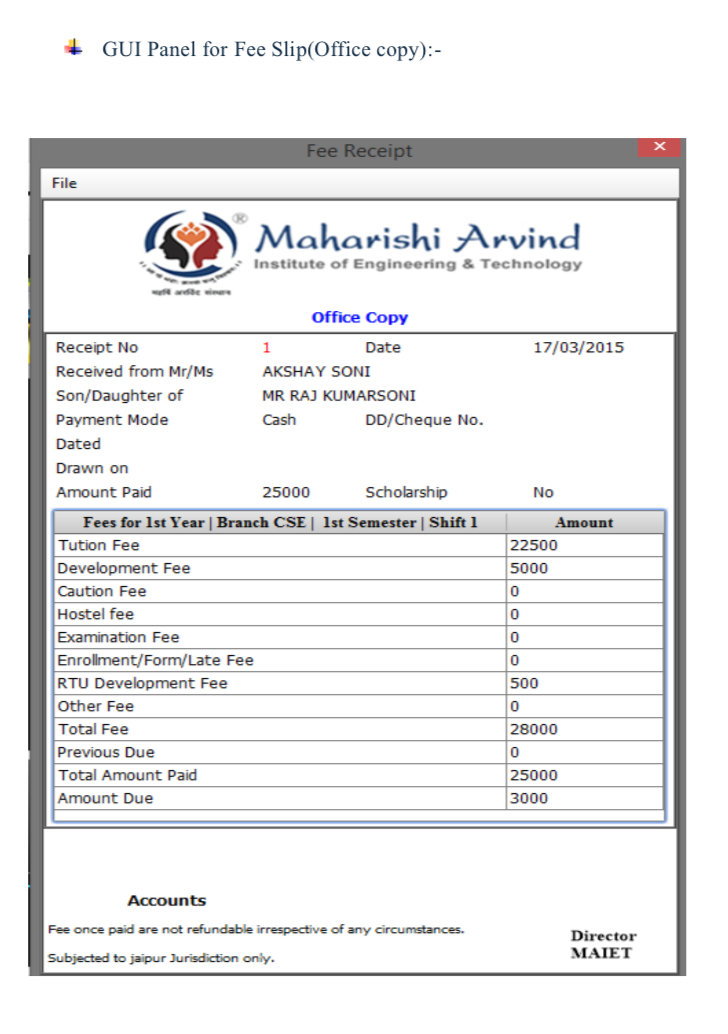 GUI Panel for Fee Slip(Office copy):-
Fee Receipt
×
File
®
Maharishi Arvind
Institute of Engineering & Technology
महर्षि अरविंद संस्थान
Office Copy
Receipt No 1 Date 17/03/2015
Received from Mr/Ms AKSHAY SONI
Son/Daughter of MR RAJ KUMARSONI
Payment Mode Cash DD/Cheque No.
Dated
Drawn on
Amount Paid 25000 Scholarship No
Fees for 1st Year | Branch CSE | 1st Semester | Shift 1 Amount
Tution Fee 22500
Development Fee 5000
Caution Fee 0
Hostel fee 0
Examination Fee 0
Enrollment/Form/Late Fee 0
RTU Development Fee 500
Other Fee 0
Total Fee 28000
Previous Due 0
Total Amount Paid 25000
Amount Due 3000
Accounts
Fee once paid are not refundable irrespective of any circumstances.
Director
MAIET
Subjected to jaipur Jurisdiction only.